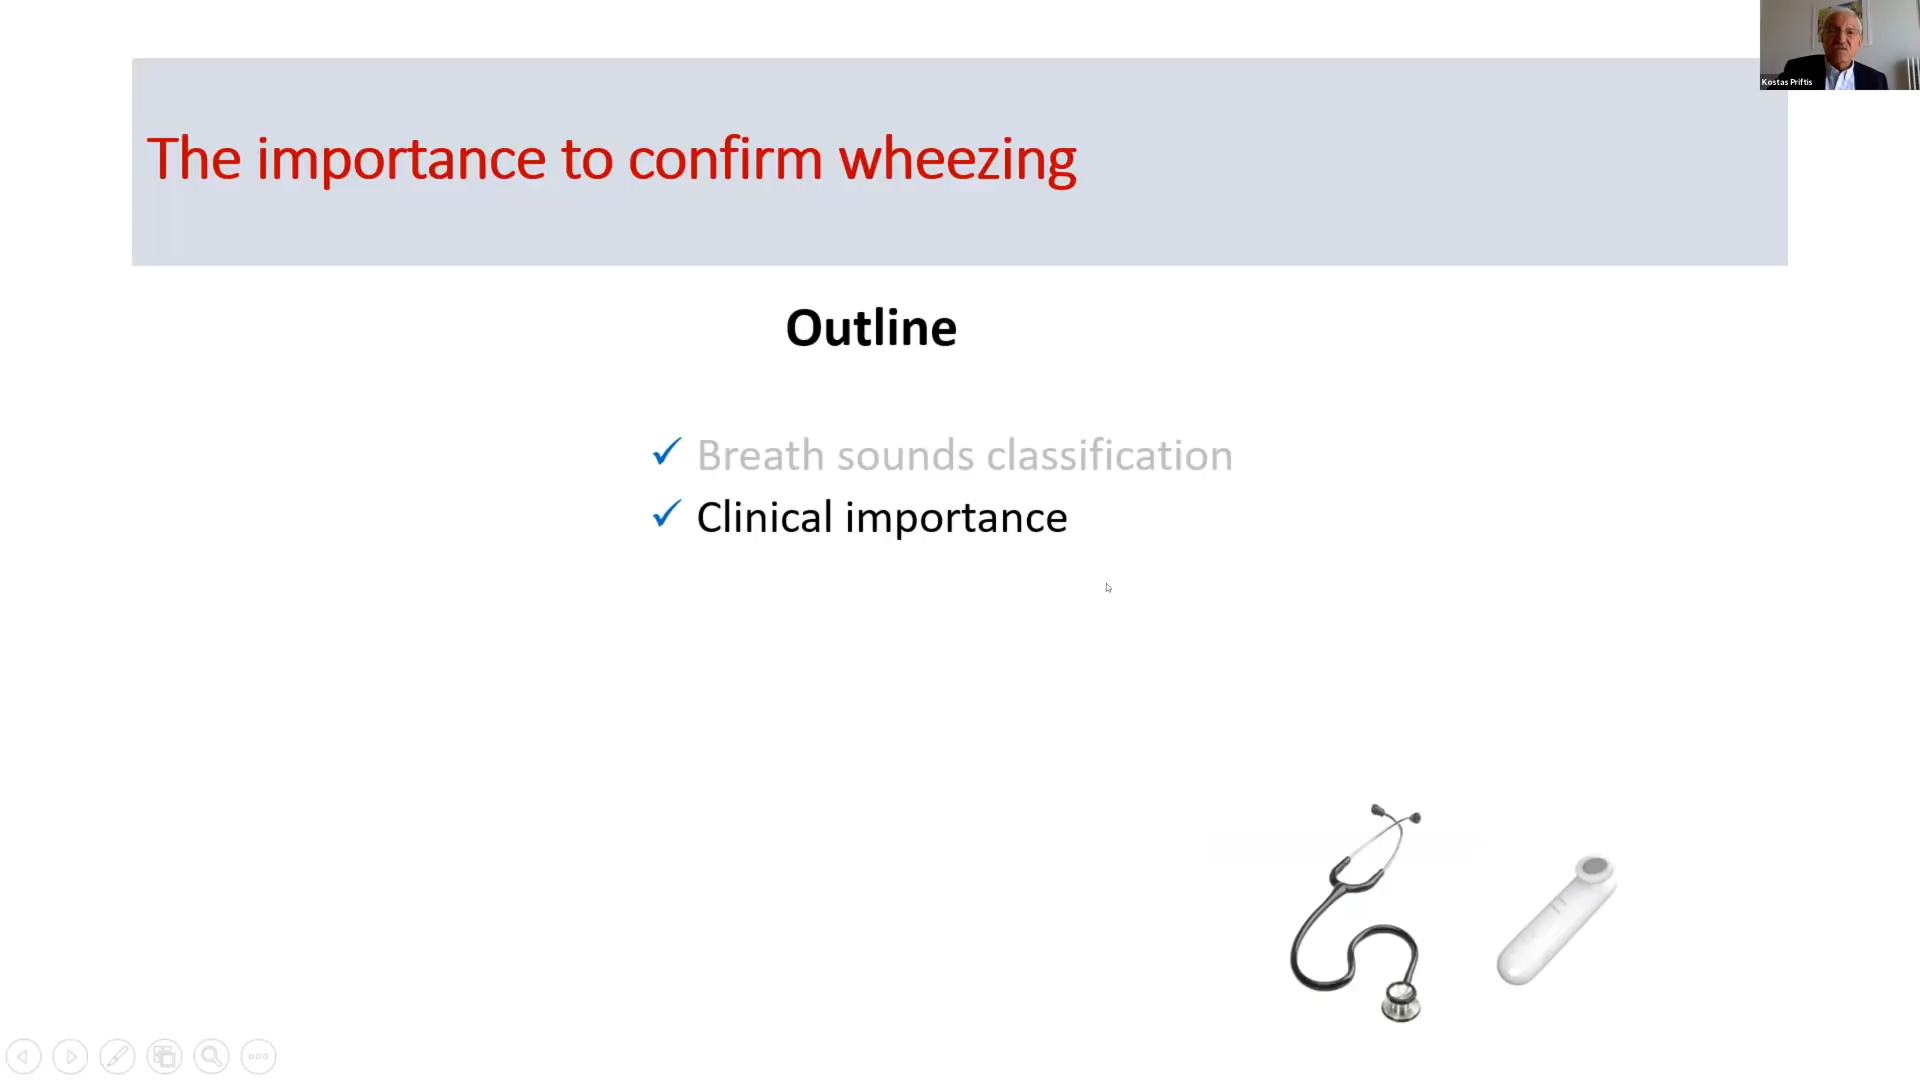 Kostas Priftis
The importance to confirm wheezing
Outline
✓ Breath sounds classification
✓ Clinical importance